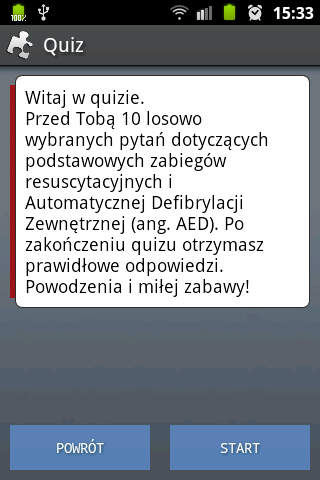 100%
15:33
Quiz
Witaj w quizie.
Przed Tobą 10 losowo
wybranych pytań dotyczących
podstawowych zabiegów
resuscytacyjnych i
Automatycznej Defibrylacji
Zewnętrznej (ang. AED). Po
zakończeniu quizu otrzymasz
prawidłowe odpowiedzi.
Powodzenia i miłej zabawy!
POWRÓT
START